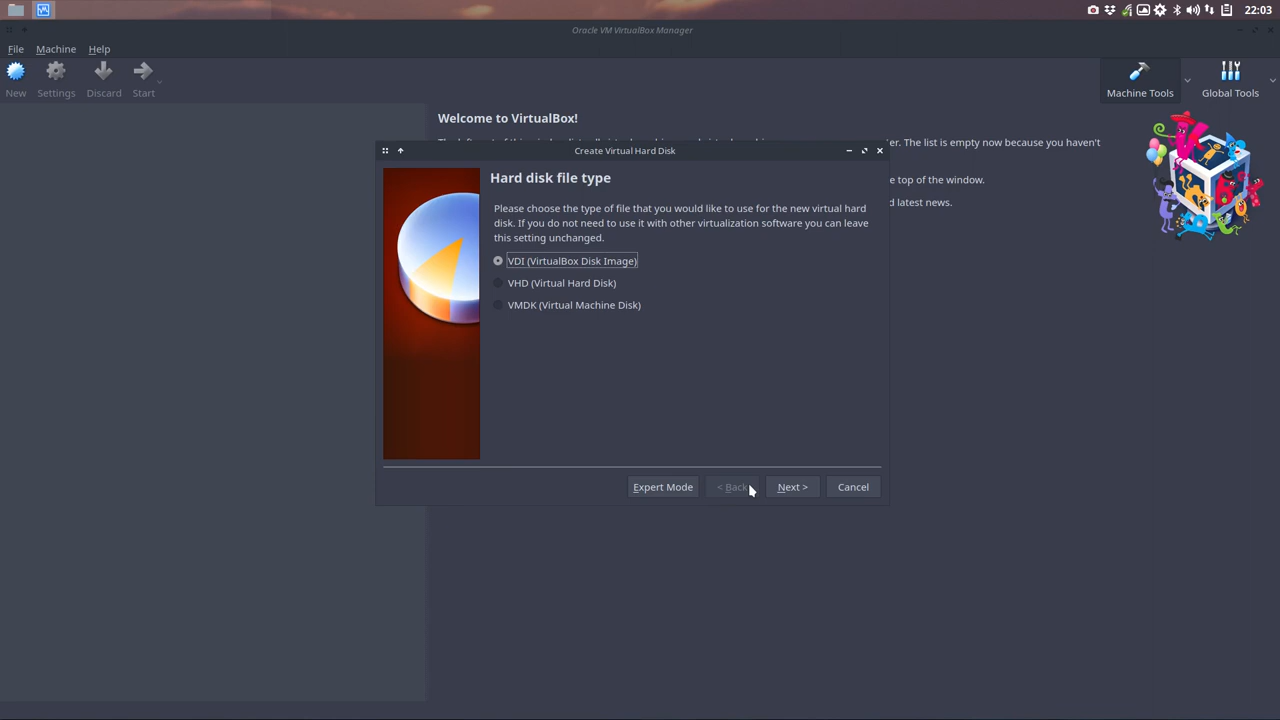 22:03
Oracle VM VirtualBox Manager
File Machine Help
New Settings Discard Start
Machine Tools Global Tools
Welcome to VirtualBox!
er. The list is empty now because you haven't
e top of the window.
d latest news.
Create Virtual Hard Disk
Hard disk file type
Please choose the type of file that you would like to use for the new virtual hard
disk. If you do not need to use it with other virtualization software you can leave
this setting unchanged.
VDI (VirtualBox Disk Image)
VHD (Virtual Hard Disk)
VMDK (Virtual Machine Disk)
Expert Mode < Back Next > Cancel